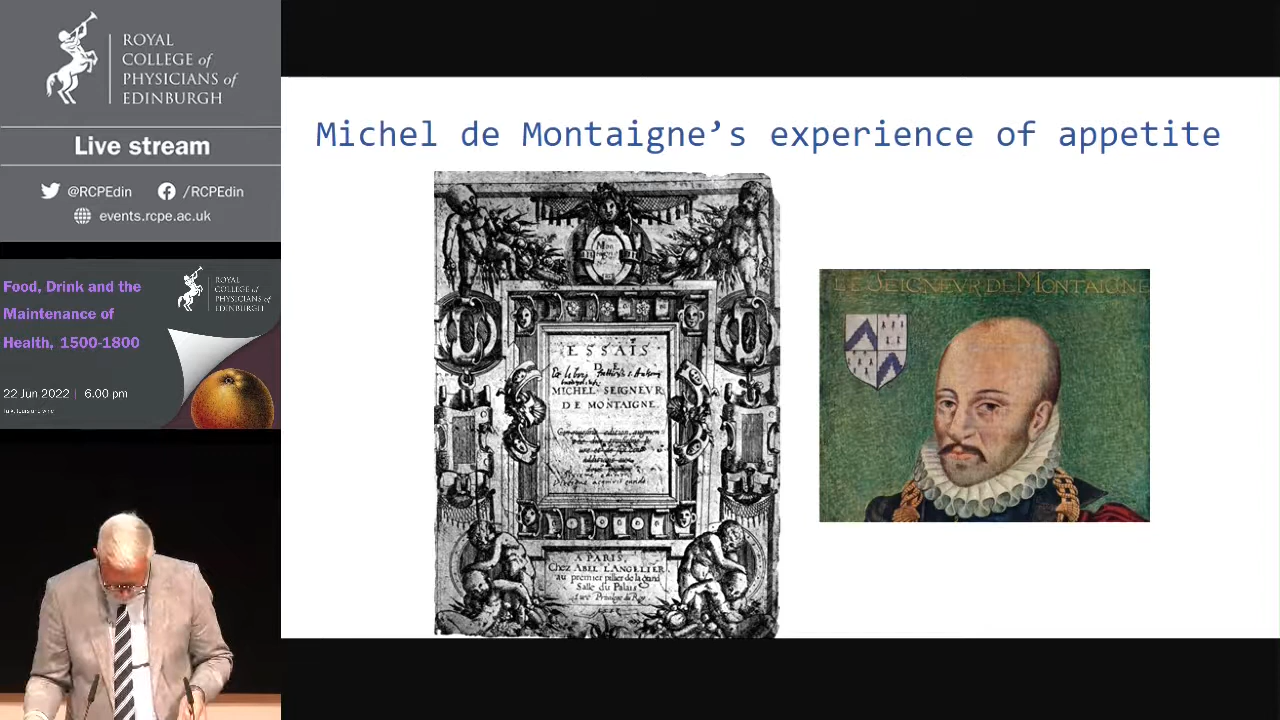 ROYAL
COLLEGE of
PHYSICIANS of
EDINBURGH
Live stream
@RCPEdin /RCPEdin
events.rcpe.ac.uk
Food, Drink and the
Maintenance of
Health, 1500-1800
ROYAL
COLLEGE of
PHYSICIANS of
EDINBURGH
22 Jun 2022 | 6.00 pm
Michel de Montaigne’s experience of appetite
ESSAIS
DE
MICHEL SEIGNEVR
DE MONTAIGNE.
A PARIS,
Chez ABEL L'ANGELIER
au premier pillier de la grand
Salle du Palais
LE SEIGNEVR DE MONTAIGNE